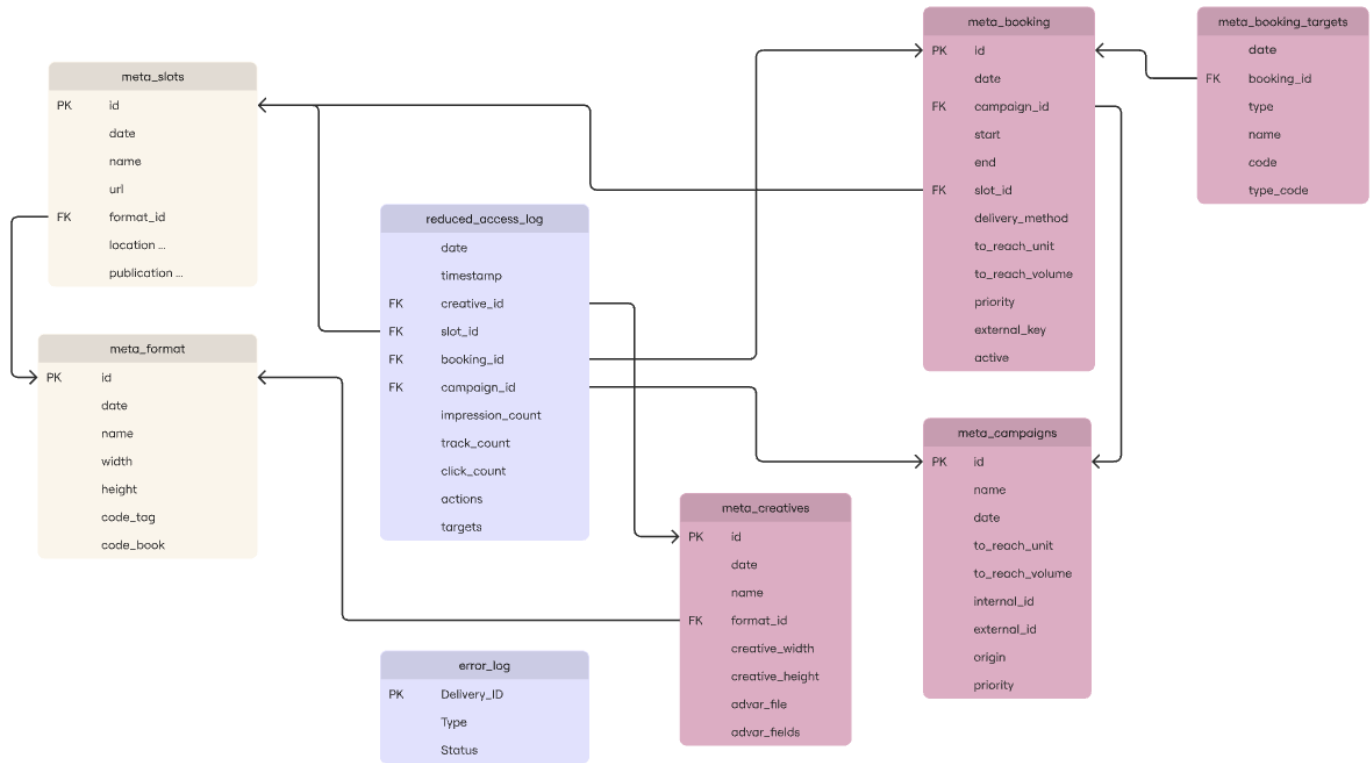 meta_slots
PK id
date
name
url
FK format_id
location ...
publication ...
meta_format
PK id
date
name
width
height
code_tag
code_book
reduced_access_log
date
timestamp
FK creative_id
FK slot_id
FK booking_id
FK campaign_id
impression_count
track_count
click_count
actions
targets
error_log
PK Delivery_ID
Type
Status
meta_creatives
PK id
date
name
FK format_id
creative_width
creative_height
advar_file
advar_fields
meta_booking
PK id
date
FK campaign_id
start
end
FK slot_id
delivery_method
to_reach_unit
to_reach_volume
priority
external_key
active
meta_campaigns
PK id
name
date
to_reach_unit
to_reach_volume
internal_id
external_id
origin
priority
meta_booking_targets
date
FK booking_id
type
name
code
type_code